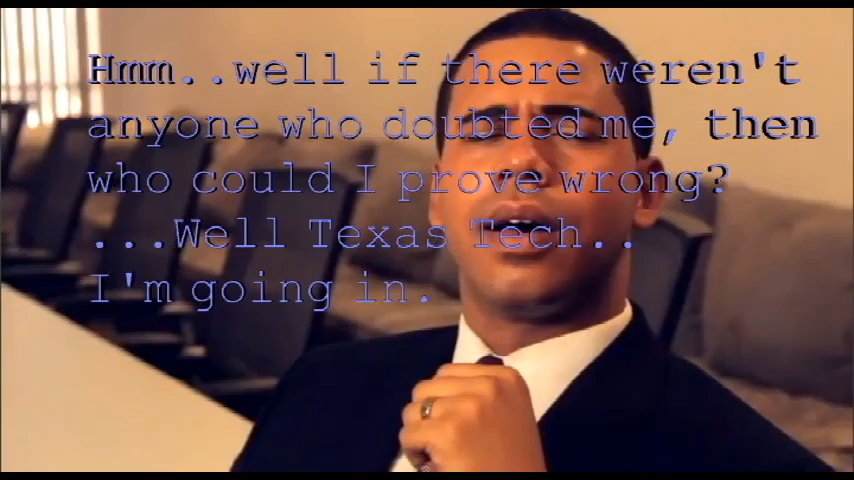 Hmm..well if there weren't
anyone who doubted me, then
who could I prove wrong?
...Well Texas Tech..
I'm going in.